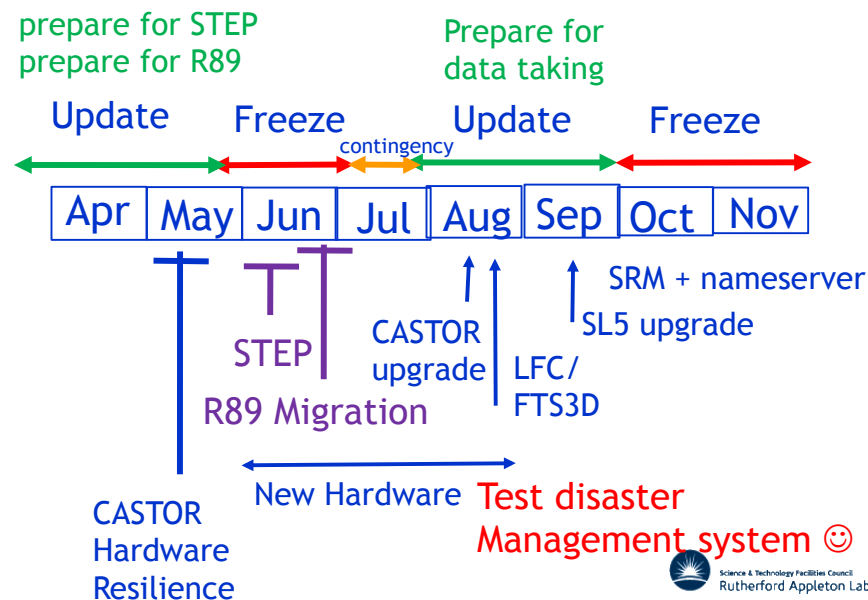 prepare for STEP
prepare for R89
Prepare for
data taking
Update
Freeze
contingency
Update
Freeze
Apr
May
Jun
Jul
Aug
Sep
Oct
Nov
STEP
R89 Migration
CASTOR
upgrade
LFC/
FTS3D
SRM + nameserver
SL5 upgrade
New Hardware
CASTOR
Hardware
Resilience
Test disaster
Management system ☺
Science & Technology Facilities Council
Rutherford Appleton Lab